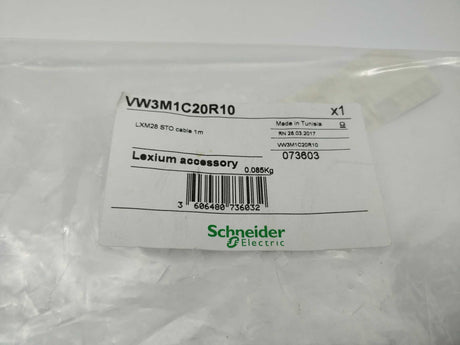 VW3M1C20R10 x1
LXM28 STO cable 1m
Made in Tunisia
RN 28.03.2017
VW3M1C20R10
Lexium accessory 073603
0.085Kg
3 606480 736032
Schneider
Electric